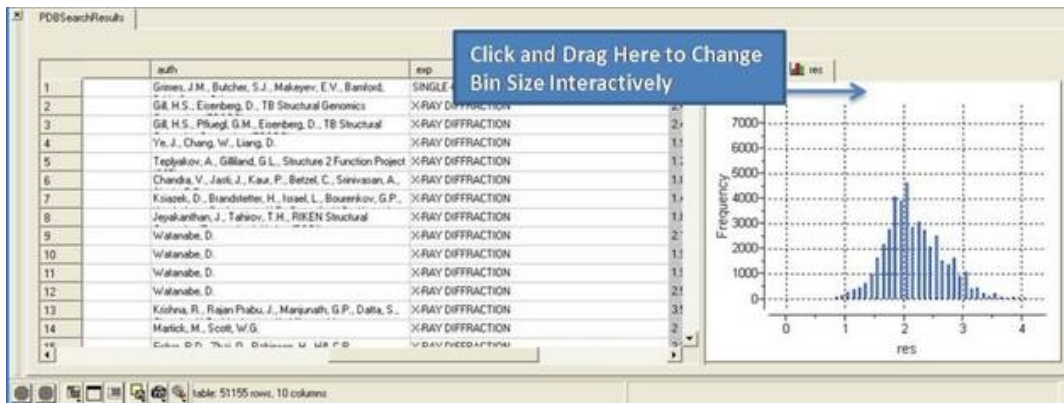 PDBSearchResults
Click and Drag Here to Change
Bin Size Interactively
auth exp
res
1 Grimes, J.M., Butcher, S.J., Makeyev, E.V., Bamford, SINGLE-
2 Gill, H.S., Eisenberg, D., TB Structural Genomics X-RAY DIFFRACTION
3 Gill, H.S., Pfluegl, G.M., Eisenberg, D., TB Structural X-RAY DIFFRACTION
4 Ye, J., Chang, W., Liang, D. X-RAY DIFFRACTION
5 Teplyakov, A., Gilliland, G.L., Structure 2 Function Project X-RAY DIFFRACTION
6 Chandra, V., Jasti, J., Kaur, P., Betzel, C., Srinivasan, A., X-RAY DIFFRACTION
7 Ksiazek, D., Brandstetter, H., Israel, L., Bourenkov, G.P., X-RAY DIFFRACTION
8 Jeyakanthan, J., Tahirov, T.H., RIKEN Structural X-RAY DIFFRACTION
9 Watanabe, D. X-RAY DIFFRACTION
10 Watanabe, D. X-RAY DIFFRACTION
11 Watanabe, D. X-RAY DIFFRACTION
12 Watanabe, D. X-RAY DIFFRACTION
13 Krishna, R., Rajan Prabu, J., Manjunath, G.P., Datta, S., X-RAY DIFFRACTION
14 Martick, M., Scott, W.G. X-RAY DIFFRACTION
7000
6000
5000
4000
3000
2000
1000
0
Frequency
0 1 2 3 4
res
table: 51155 rows, 10 columns